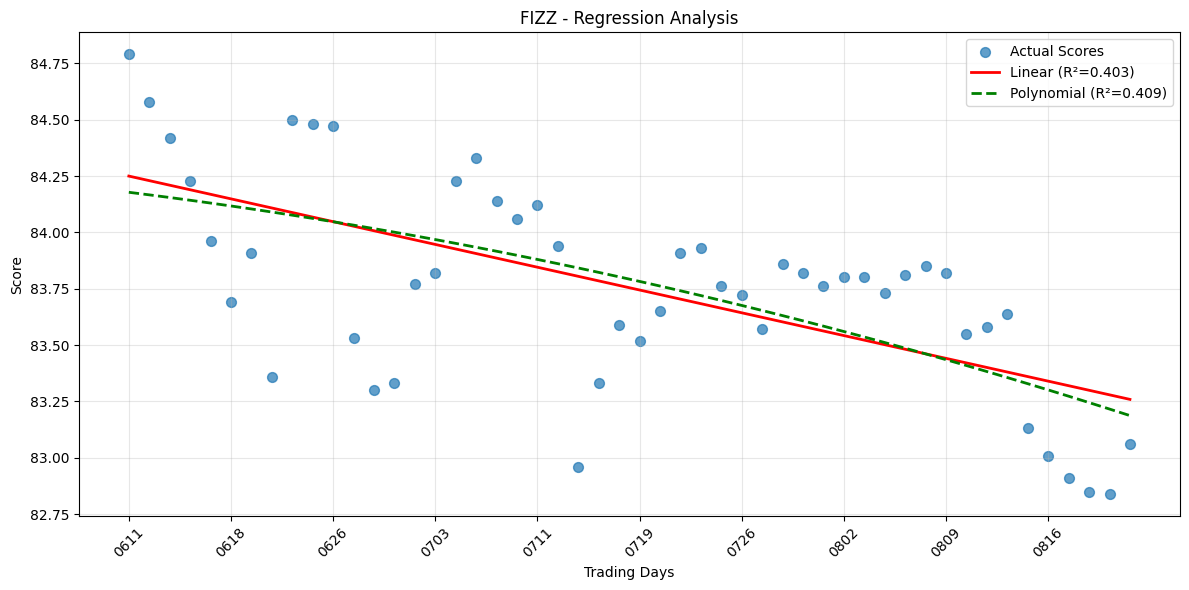 FIZZ - Regression Analysis
Actual Scores
Linear (R²=0.403)
Polynomial (R²=0.409)
Score
84.75
84.50
84.25
84.00
83.75
83.50
83.25
83.00
82.75
0611 0618 0626 0703 0711 0719 0726 0802 0809 0816
Trading Days